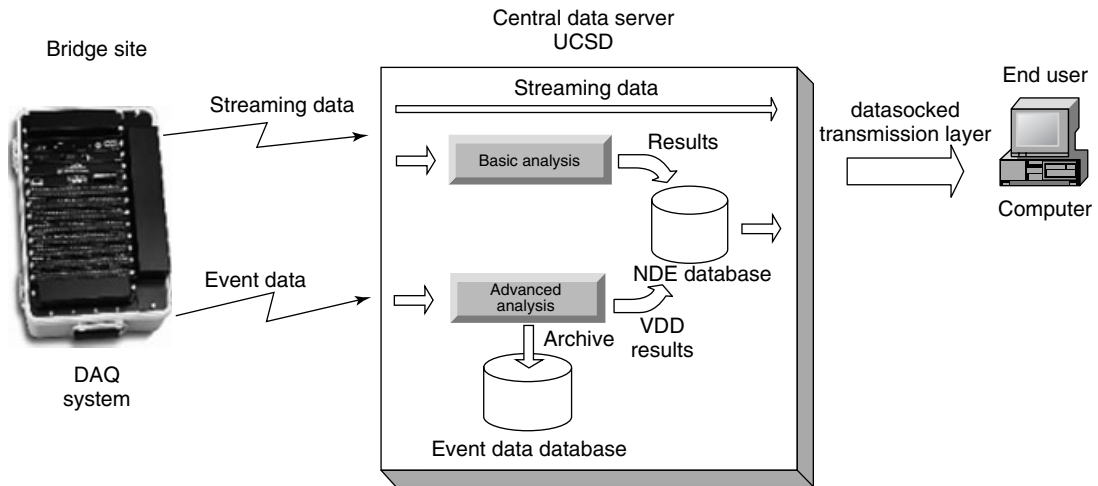 Central data server
UCSD
Bridge site
Streaming data
Streaming data
End user
datasocked
transmission layer
Basic analysis
Results
Computer
Event data
NDE database
Advanced
analysis
VDD
results
Archive
DAQ
system
Event data database